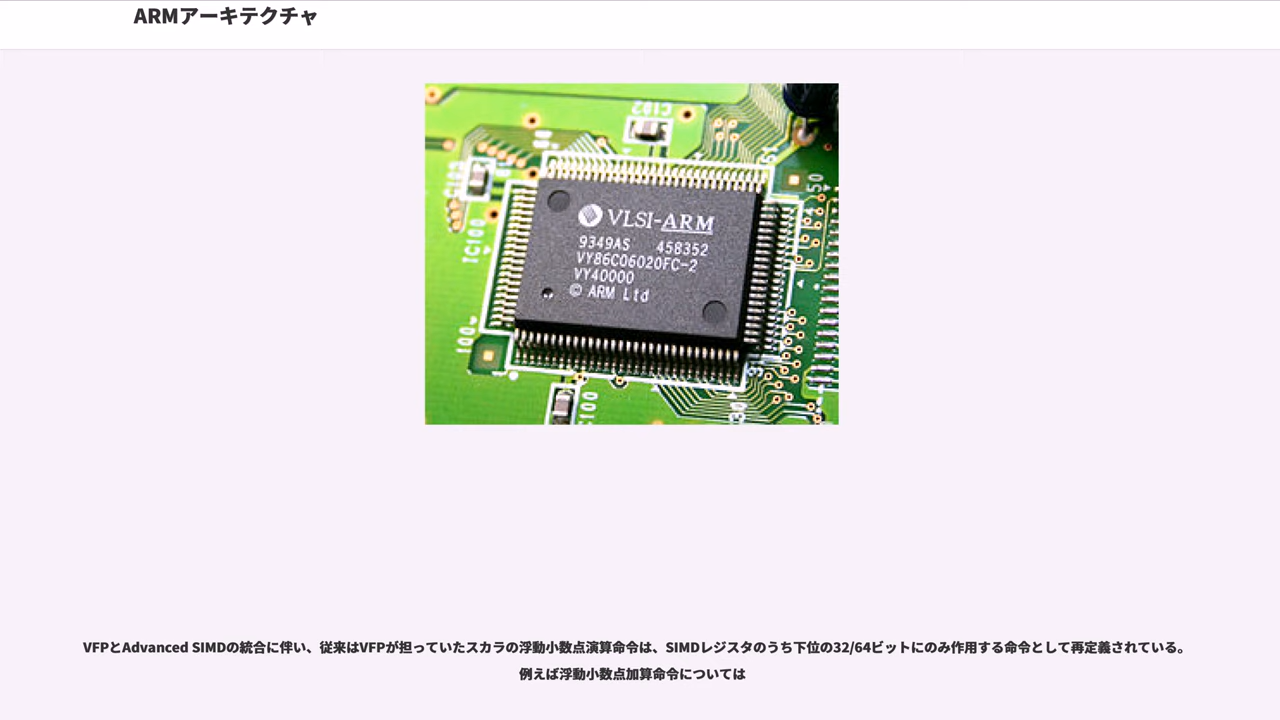 ARMアーキテクチャ
C102
VLSI-ARM
9349AS 458352
VY86C06020FC-2
VY40000
© ARM Ltd
50
IC100
100
VFPとAdvanced SIMDの統合に伴い、従来はVFPが担っていたスカラの浮動小数点演算命令は、SIMDレジスタのうち下位の32/64ビットにのみ作用する命令として再定義されている。
例えば浮動小数点加算命令については